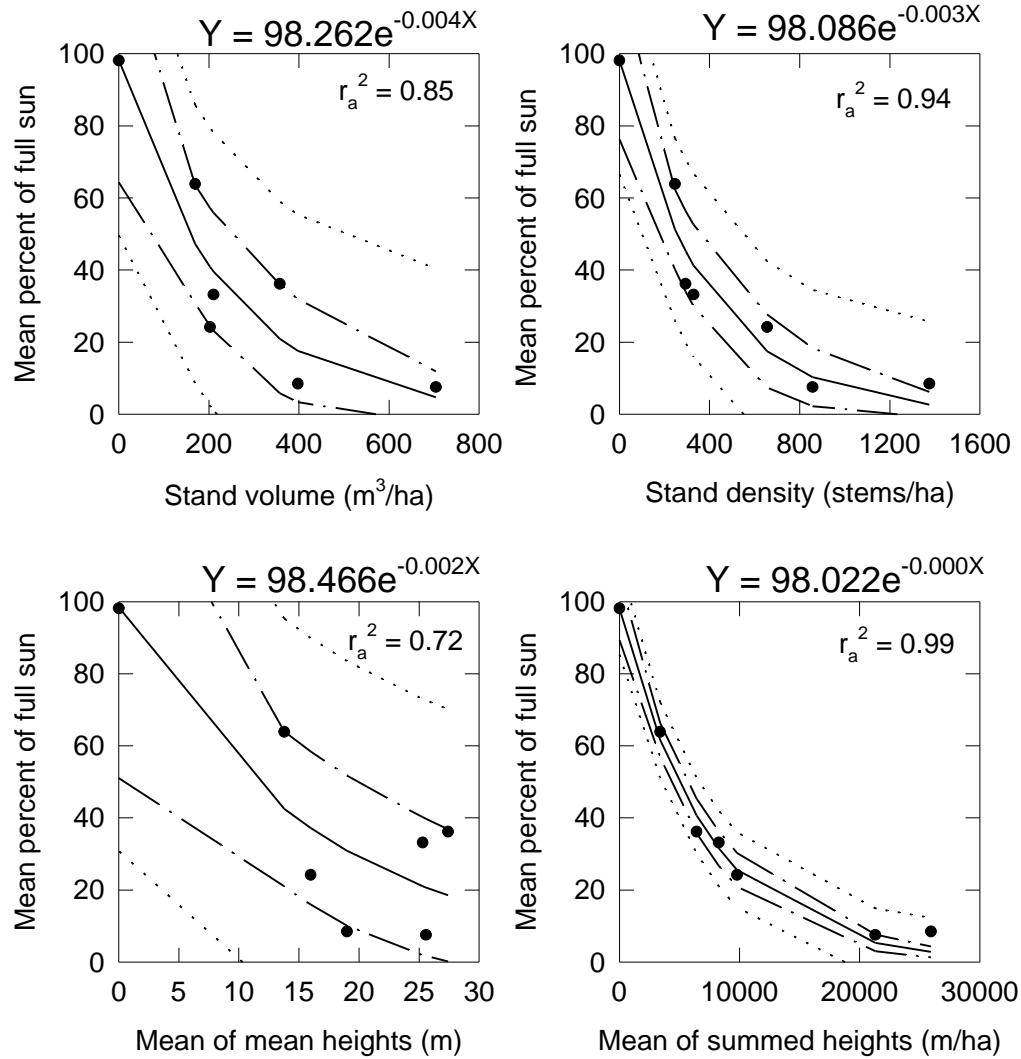 Y = 98.262e^-0.004X
r_a^2 = 0.85
Mean percent of full sun
100
80
60
40
20
0
0 200 400 600 800
Stand volume (m^3/ha)
Y = 98.086e^-0.003X
r_a^2 = 0.94
Mean percent of full sun
100
80
60
40
20
0
0 400 800 1200 1600
Stand density (stems/ha)
Y = 98.466e^-0.002X
r_a^2 = 0.72
Mean percent of full sun
100
80
60
40
20
0
0 5 10 15 20 25 30
Mean of mean heights (m)
Y = 98.022e^-0.000X
r_a^2 = 0.99
Mean percent of full sun
100
80
60
40
20
0
0 10000 20000 30000
Mean of summed heights (m/ha)